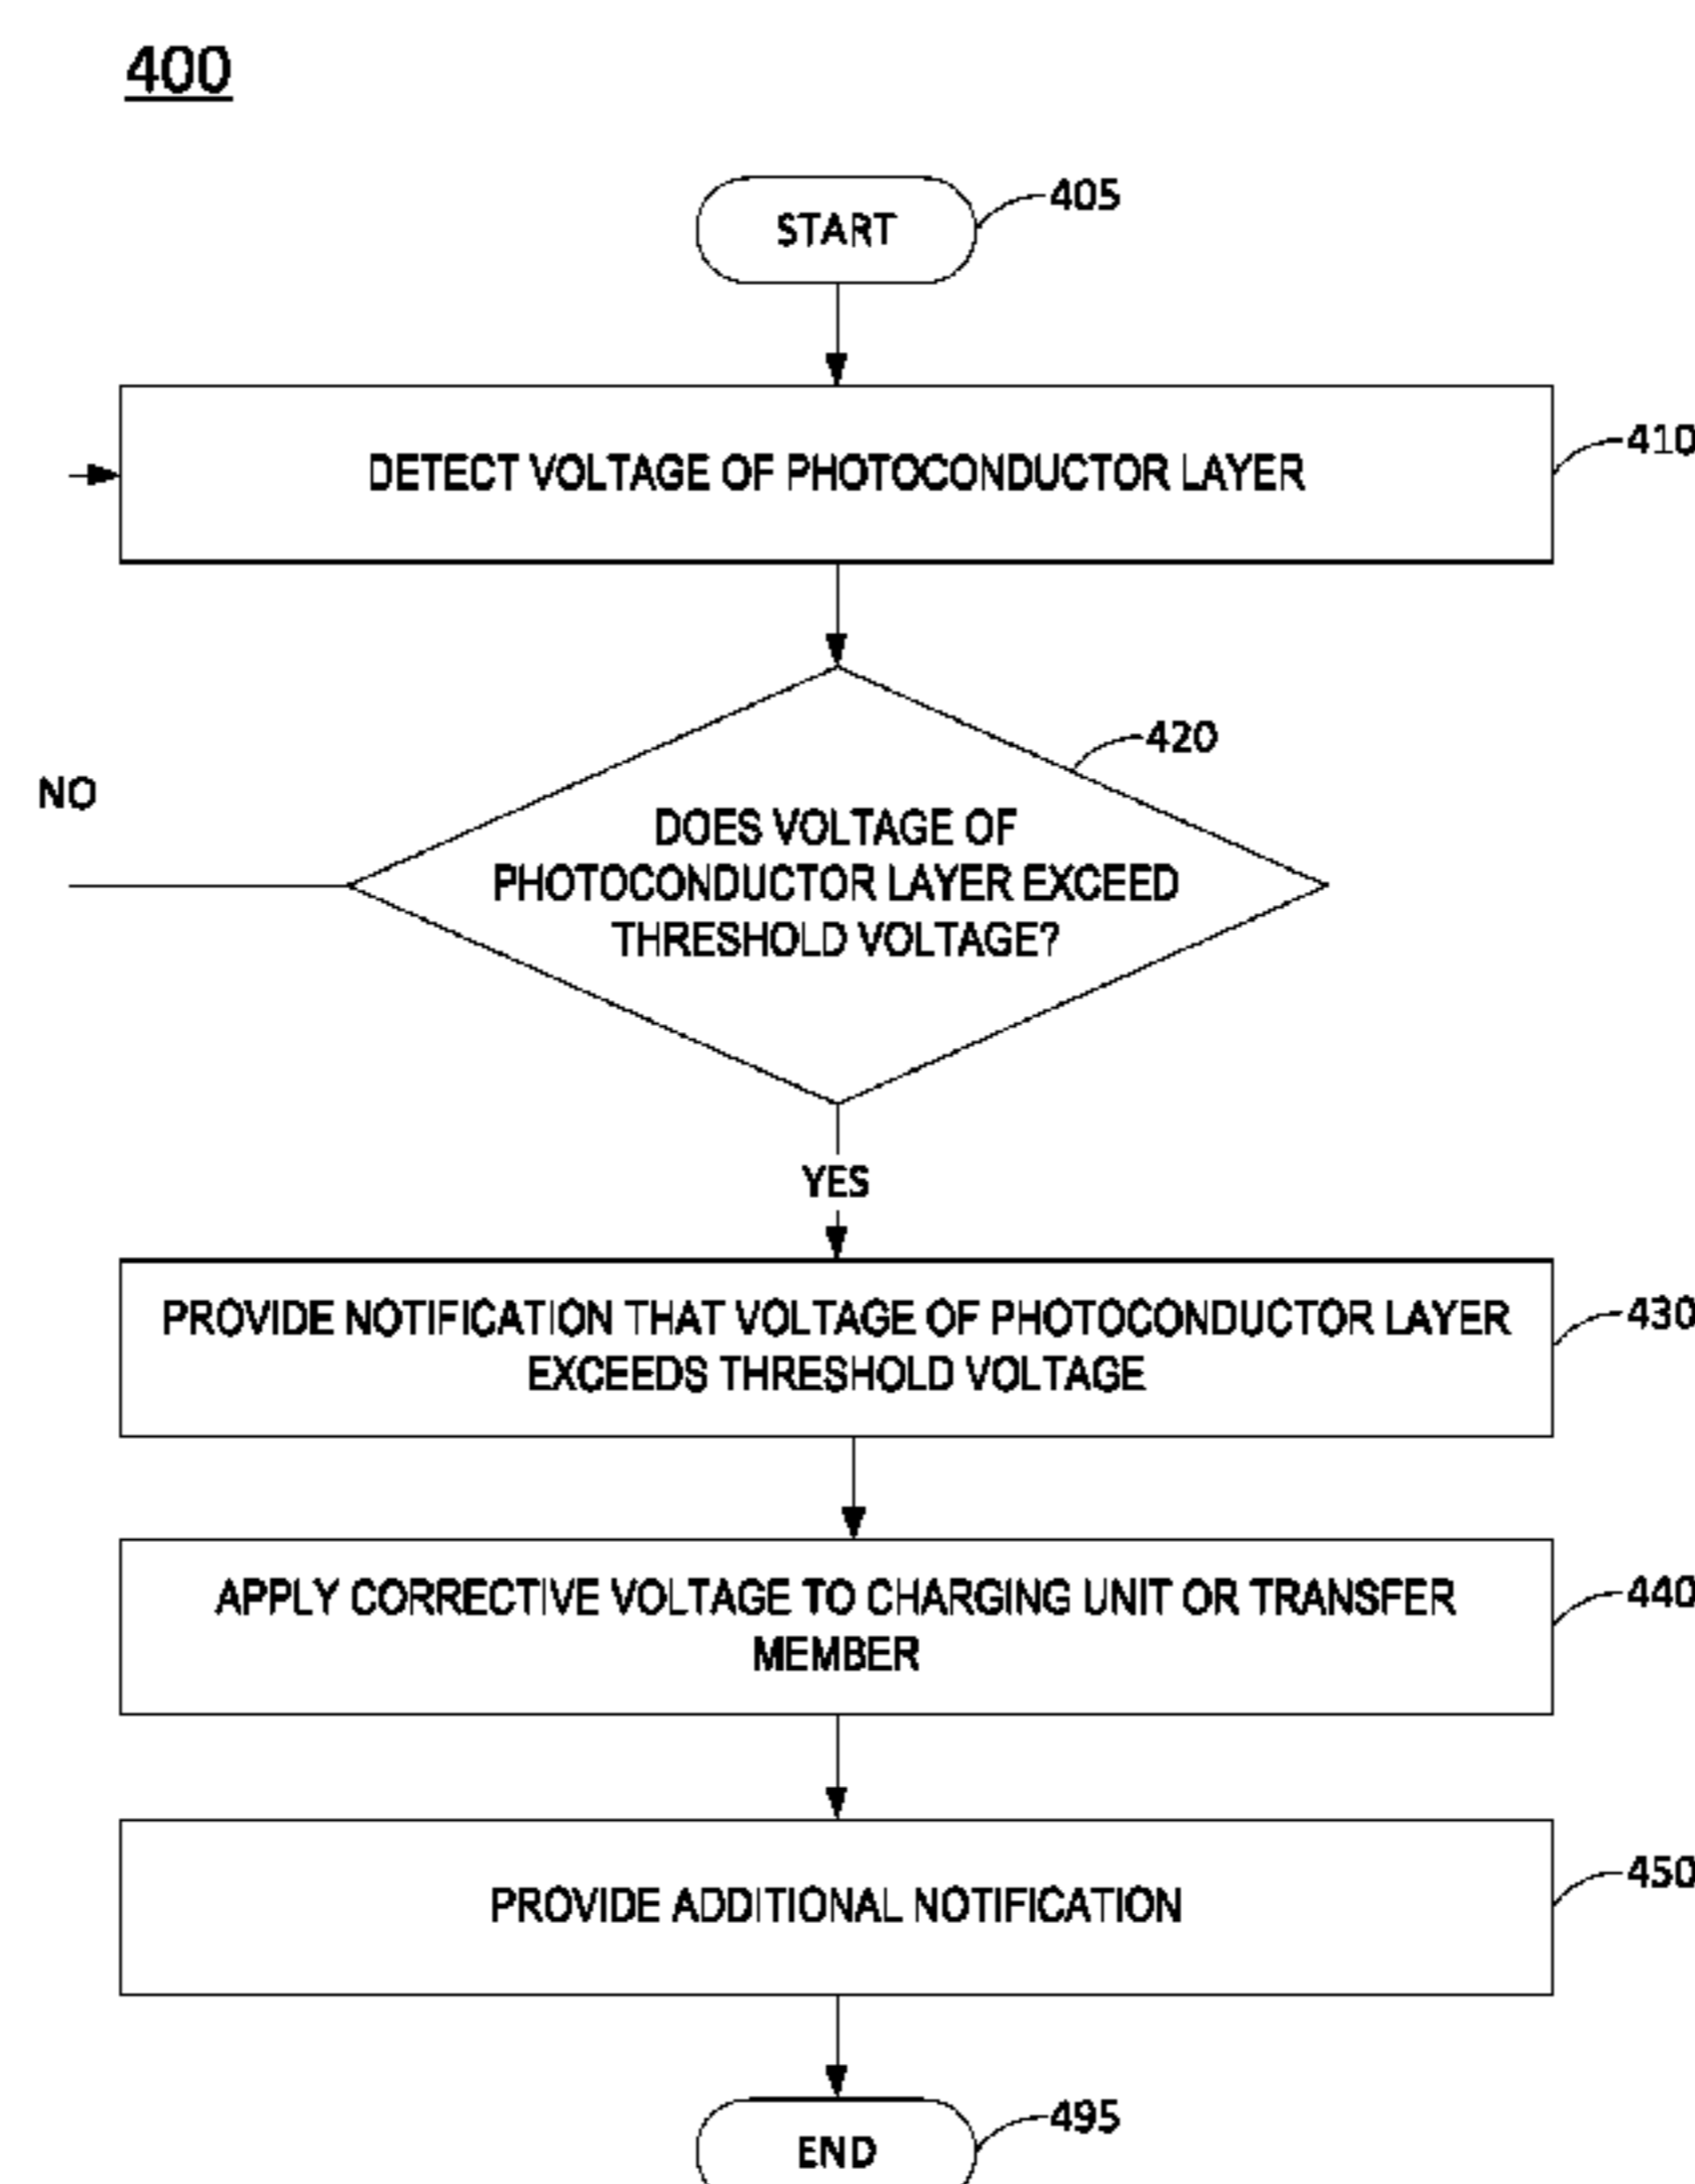 400
START
405
DETECT VOLTAGE OF PHOTOCONDUCTOR LAYER
410
420
NO
DOES VOLTAGE OF
PHOTOCONDUCTOR LAYER EXCEED
THRESHOLD VOLTAGE?
YES
PROVIDE NOTIFICATION THAT VOLTAGE OF PHOTOCONDUCTOR LAYER
EXCEEDS THRESHOLD VOLTAGE
430
APPLY CORRECTIVE VOLTAGE TO CHARGING UNIT OR TRANSFER
MEMBER
440
PROVIDE ADDITIONAL NOTIFICATION
450
END
495